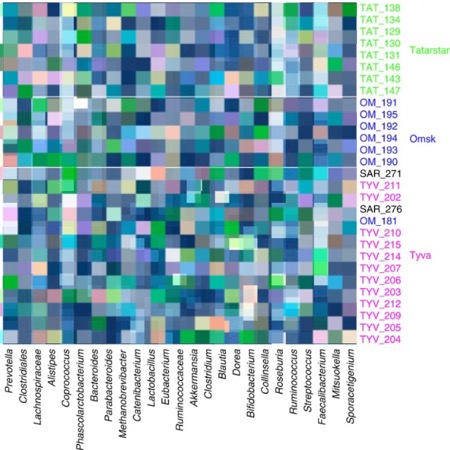 TAT_138
TAT_134
TAT_129
TAT_130
TAT_131
TAT_146
TAT_143
TAT_147
Tatarstar
OM_191
OM_195
OM_192
OM_194
OM_193
OM_190
Omsk
SAR_271
TYV_211
TYV_202
SAR_276
OM_181
TYV_210
TYV_215
TYV_214
TYV_207
TYV_206
TYV_203
TYV_212
TYV_209
TYV_205
TYV_204
Tyva
Prevotella
Clostridiales
Lachnospiraceae
Alistipes
Coprococcus
Phascolarctobacterium
Bacteroides
Parabacteroides
Methanobrevibacter
Catenibacterium
Lactobacillus
Eubacterium
Ruminococcaceae
Akkermansia
Clostridium
Blautia
Dorea
Bifidobacterium
Collinsella
Roseburia
Ruminococcus
Streptococcus
Faecalibacterium
Mitsuokella
Sporacetigenium